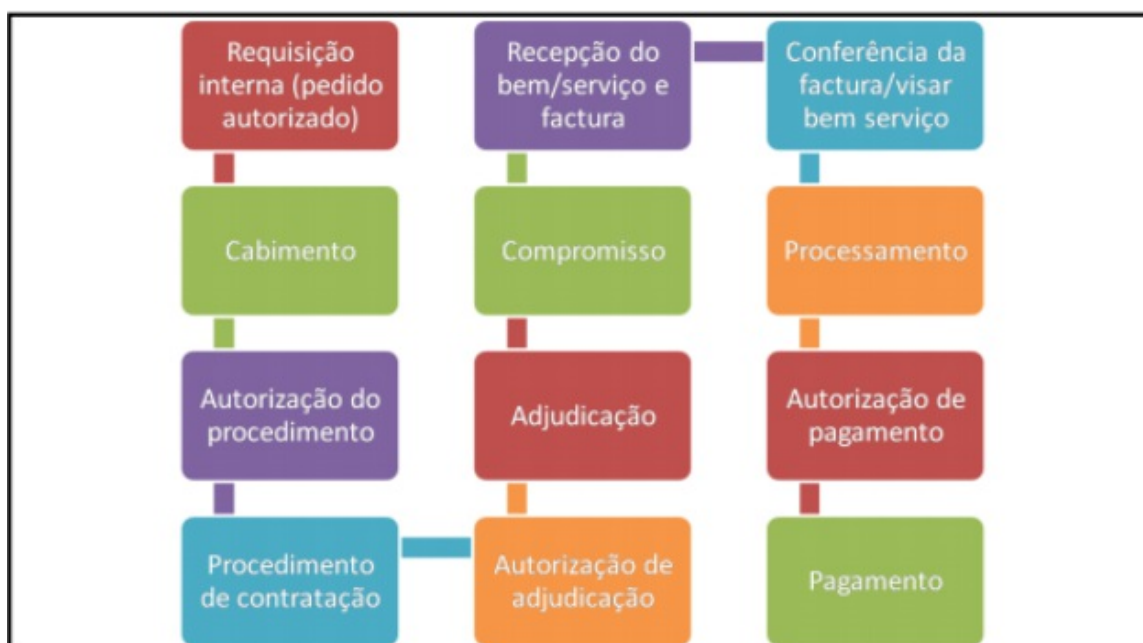 Requisição
interna (pedido
autorizado)
Cabimento
Autorização do
procedimento
Procedimento
de contratação
Autorização de
adjudicação
Adjudicação
Compromisso
Recepção do
bem/serviço e
factura
Conferência da
factura/visar
bem serviço
Processamento
Autorização de
pagamento
Pagamento